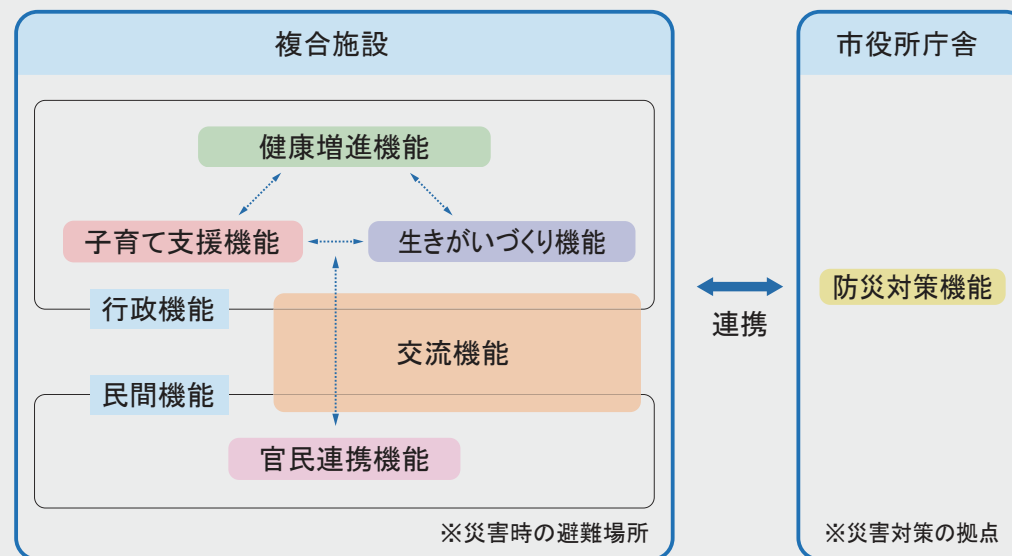 複合施設
健康増進機能
子育て支援機能
生きがいづくり機能
行政機能
交流機能
民間機能
官民連携機能
※災害時の避難場所
連携
市役所庁舎
防災対策機能
※災害対策の拠点